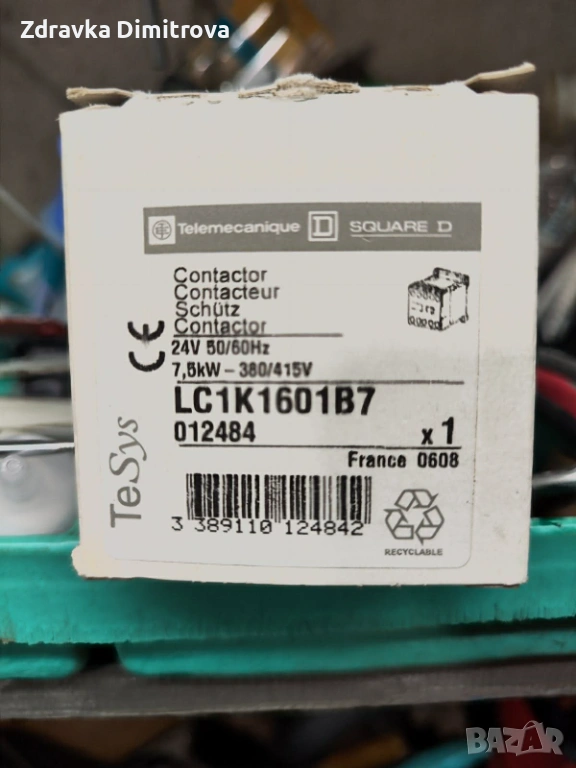 Zdravka Dimitrova
Telemecanique D SQUARE D
Contactor
Contacteur
Schütz
Contactor
24V 50/60Hz
7,5kW – 380/415V
LC1K1601B7
012484 x 1
France 0608
CE
TeSys
3 389110 124842
RECYCLABLE
BAZAR